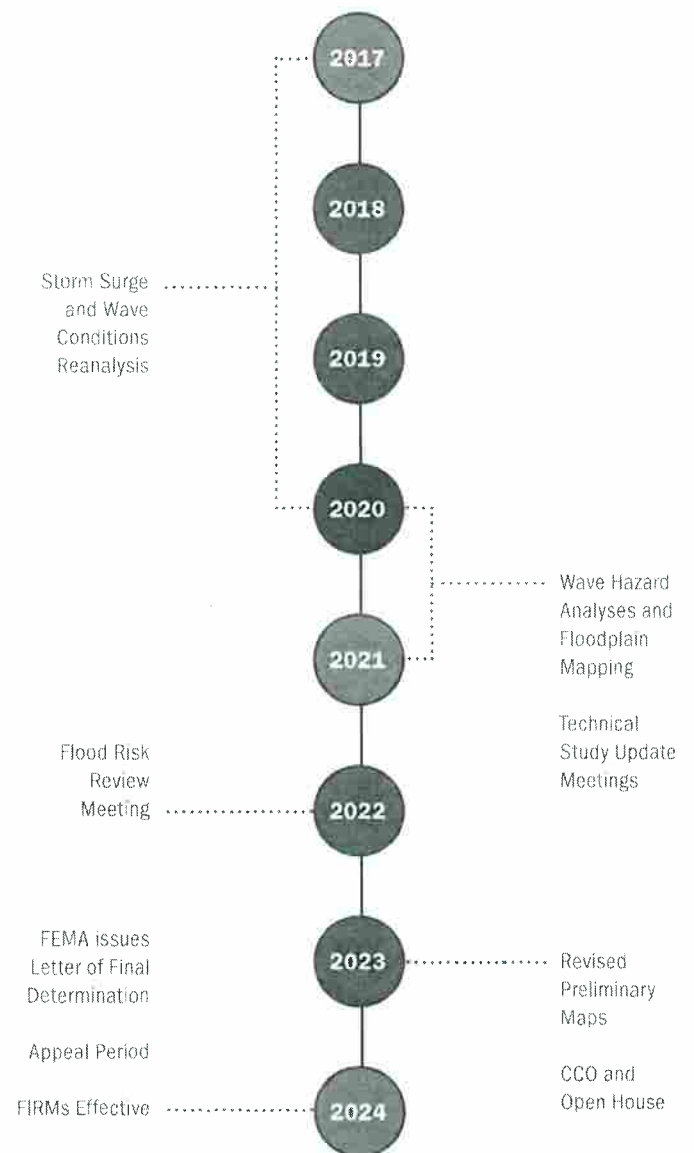 2017
2018
Storm Surge
and Wave
Conditions
Reanalysis
2019
2020
Wave Hazard
Analyses and
Floodplain
Mapping
2021
Technical
Study Update
Meetings
Flood Risk
Review
Meeting
2022
FEMA issues
Letter of Final
Determination
2023
Revised
Preliminary
Maps
Appeal Period
CCO and
Open House
FIRMs Effective
2024